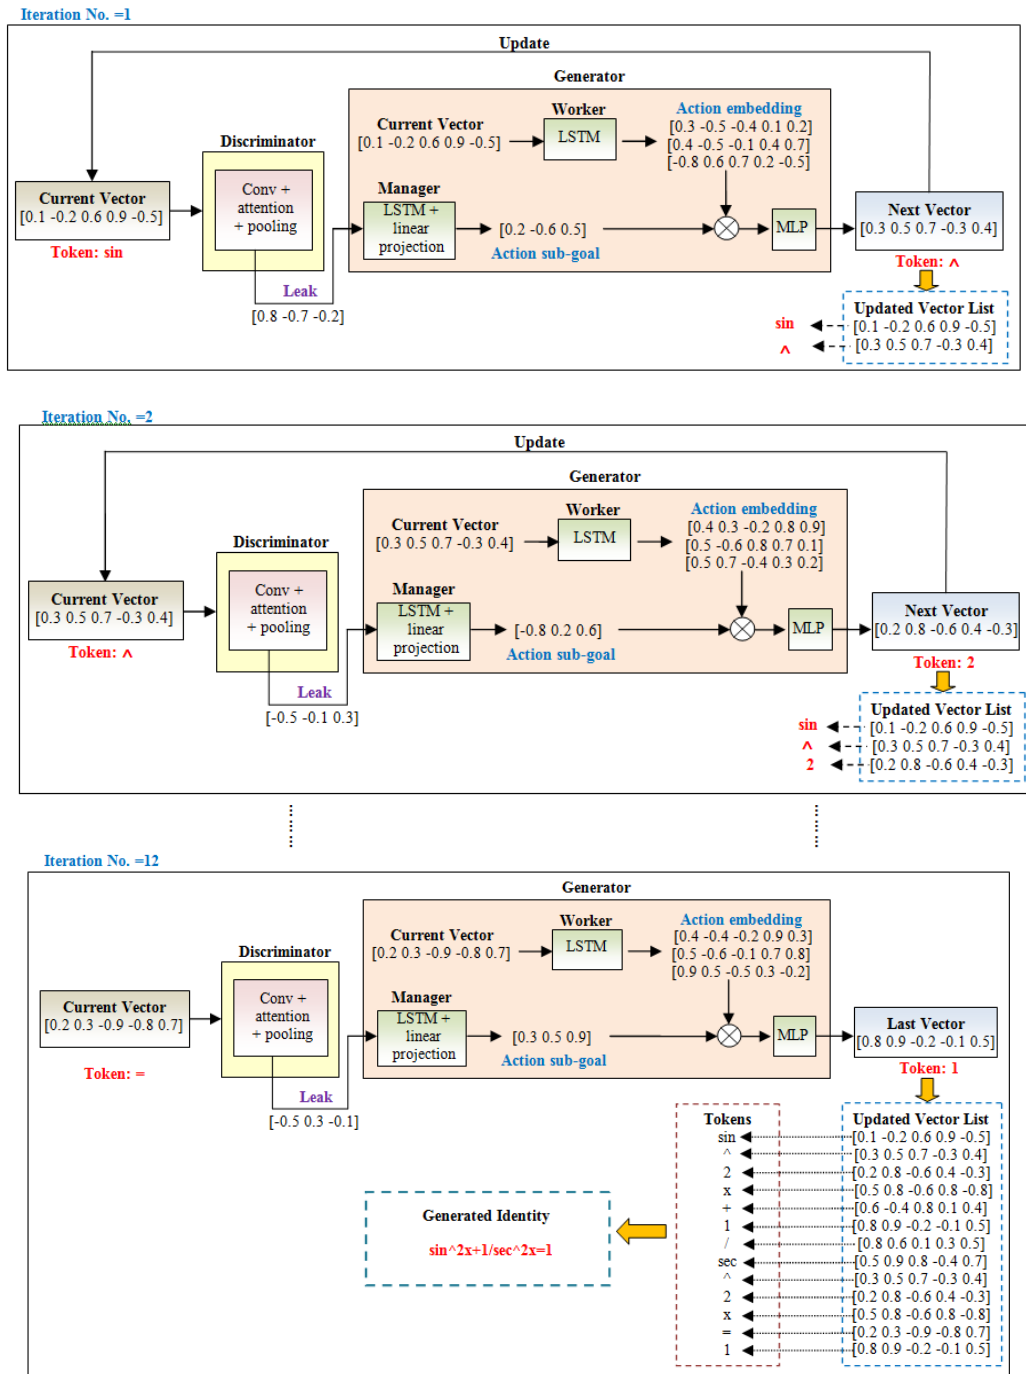 Iteration No. =1
Update
Generator
Worker
Action embedding
Current Vector
[0.1 -0.2 0.6 0.9 -0.5]
LSTM
[0.3 -0.5 -0.4 0.1 0.2]
[0.4 -0.5 -0.1 0.4 0.7]
[-0.8 0.6 0.7 0.2 -0.5]
Discriminator
Conv +
attention
+ pooling
Current Vector
[0.1 -0.2 0.6 0.9 -0.5]
Token: sin
Manager
LSTM +
linear
projection
[0.2 -0.6 0.5]
Action sub-goal
MLP
Next Vector
[0.3 0.5 0.7 -0.3 0.4]
Token: ^
Leak
[0.8 -0.7 -0.2]
Updated Vector List
sin [0.1 -0.2 0.6 0.9 -0.5]
^ [0.3 0.5 0.7 -0.3 0.4]
Iteration No, =2
Update
Generator
Worker
Action embedding
Current Vector
[0.3 0.5 0.7 -0.3 0.4]
LSTM
[0.4 0.3 -0.2 0.8 0.9]
[0.5 -0.6 0.8 0.7 0.1]
[0.5 0.7 -0.4 0.3 0.2]
Discriminator
Conv +
attention
+ pooling
Current Vector
[0.3 0.5 0.7 -0.3 0.4]
Token: ^
Manager
LSTM +
linear
projection
[-0.8 0.2 0.6]
Action sub-goal
MLP
Next Vector
[0.2 0.8 -0.6 0.4 -0.3]
Token: 2
Leak
[-0.5 -0.1 0.3]
Updated Vector List
sin [0.1 -0.2 0.6 0.9 -0.5]
^ [0.3 0.5 0.7 -0.3 0.4]
2 [0.2 0.8 -0.6 0.4 -0.3]
Iteration No. =12
Generator
Worker
Action embedding
Current Vector
[0.2 0.3 -0.9 -0.8 0.7]
LSTM
[0.4 -0.4 -0.2 0.9 0.3]
[0.5 -0.6 -0.1 0.7 0.8]
[0.9 0.5 -0.5 0.3 -0.2]
Discriminator
Conv +
attention
+ pooling
Current Vector
[0.2 0.3 -0.9 -0.8 0.7]
Token: =
Manager
LSTM +
linear
projection
[0.3 0.5 0.9]
Action sub-goal
MLP
Last Vector
[0.8 0.9 -0.2 -0.1 0.5]
Token: 1
Leak
[-0.5 0.3 -0.1]
Tokens Updated Vector List
sin [0.1 -0.2 0.6 0.9 -0.5]
^ [0.3 0.5 0.7 -0.3 0.4]
2 [0.2 0.8 -0.6 0.4 -0.3]
x [0.5 0.8 -0.6 0.8 -0.8]
+ [0.6 -0.4 0.8 0.1 0.4]
1 [0.8 0.9 -0.2 -0.1 0.5]
/ [0.8 0.6 0.1 0.3 0.5]
sec [0.5 0.9 0.8 -0.4 0.7]
^ [0.3 0.5 0.7 -0.3 0.4]
2 [0.2 0.8 -0.6 0.4 -0.3]
x [0.5 0.8 -0.6 0.8 -0.8]
= [0.2 0.3 -0.9 -0.8 0.7]
1 [0.8 0.9 -0.2 -0.1 0.5]
Generated Identity
sin^2x+1/sec^2x=1